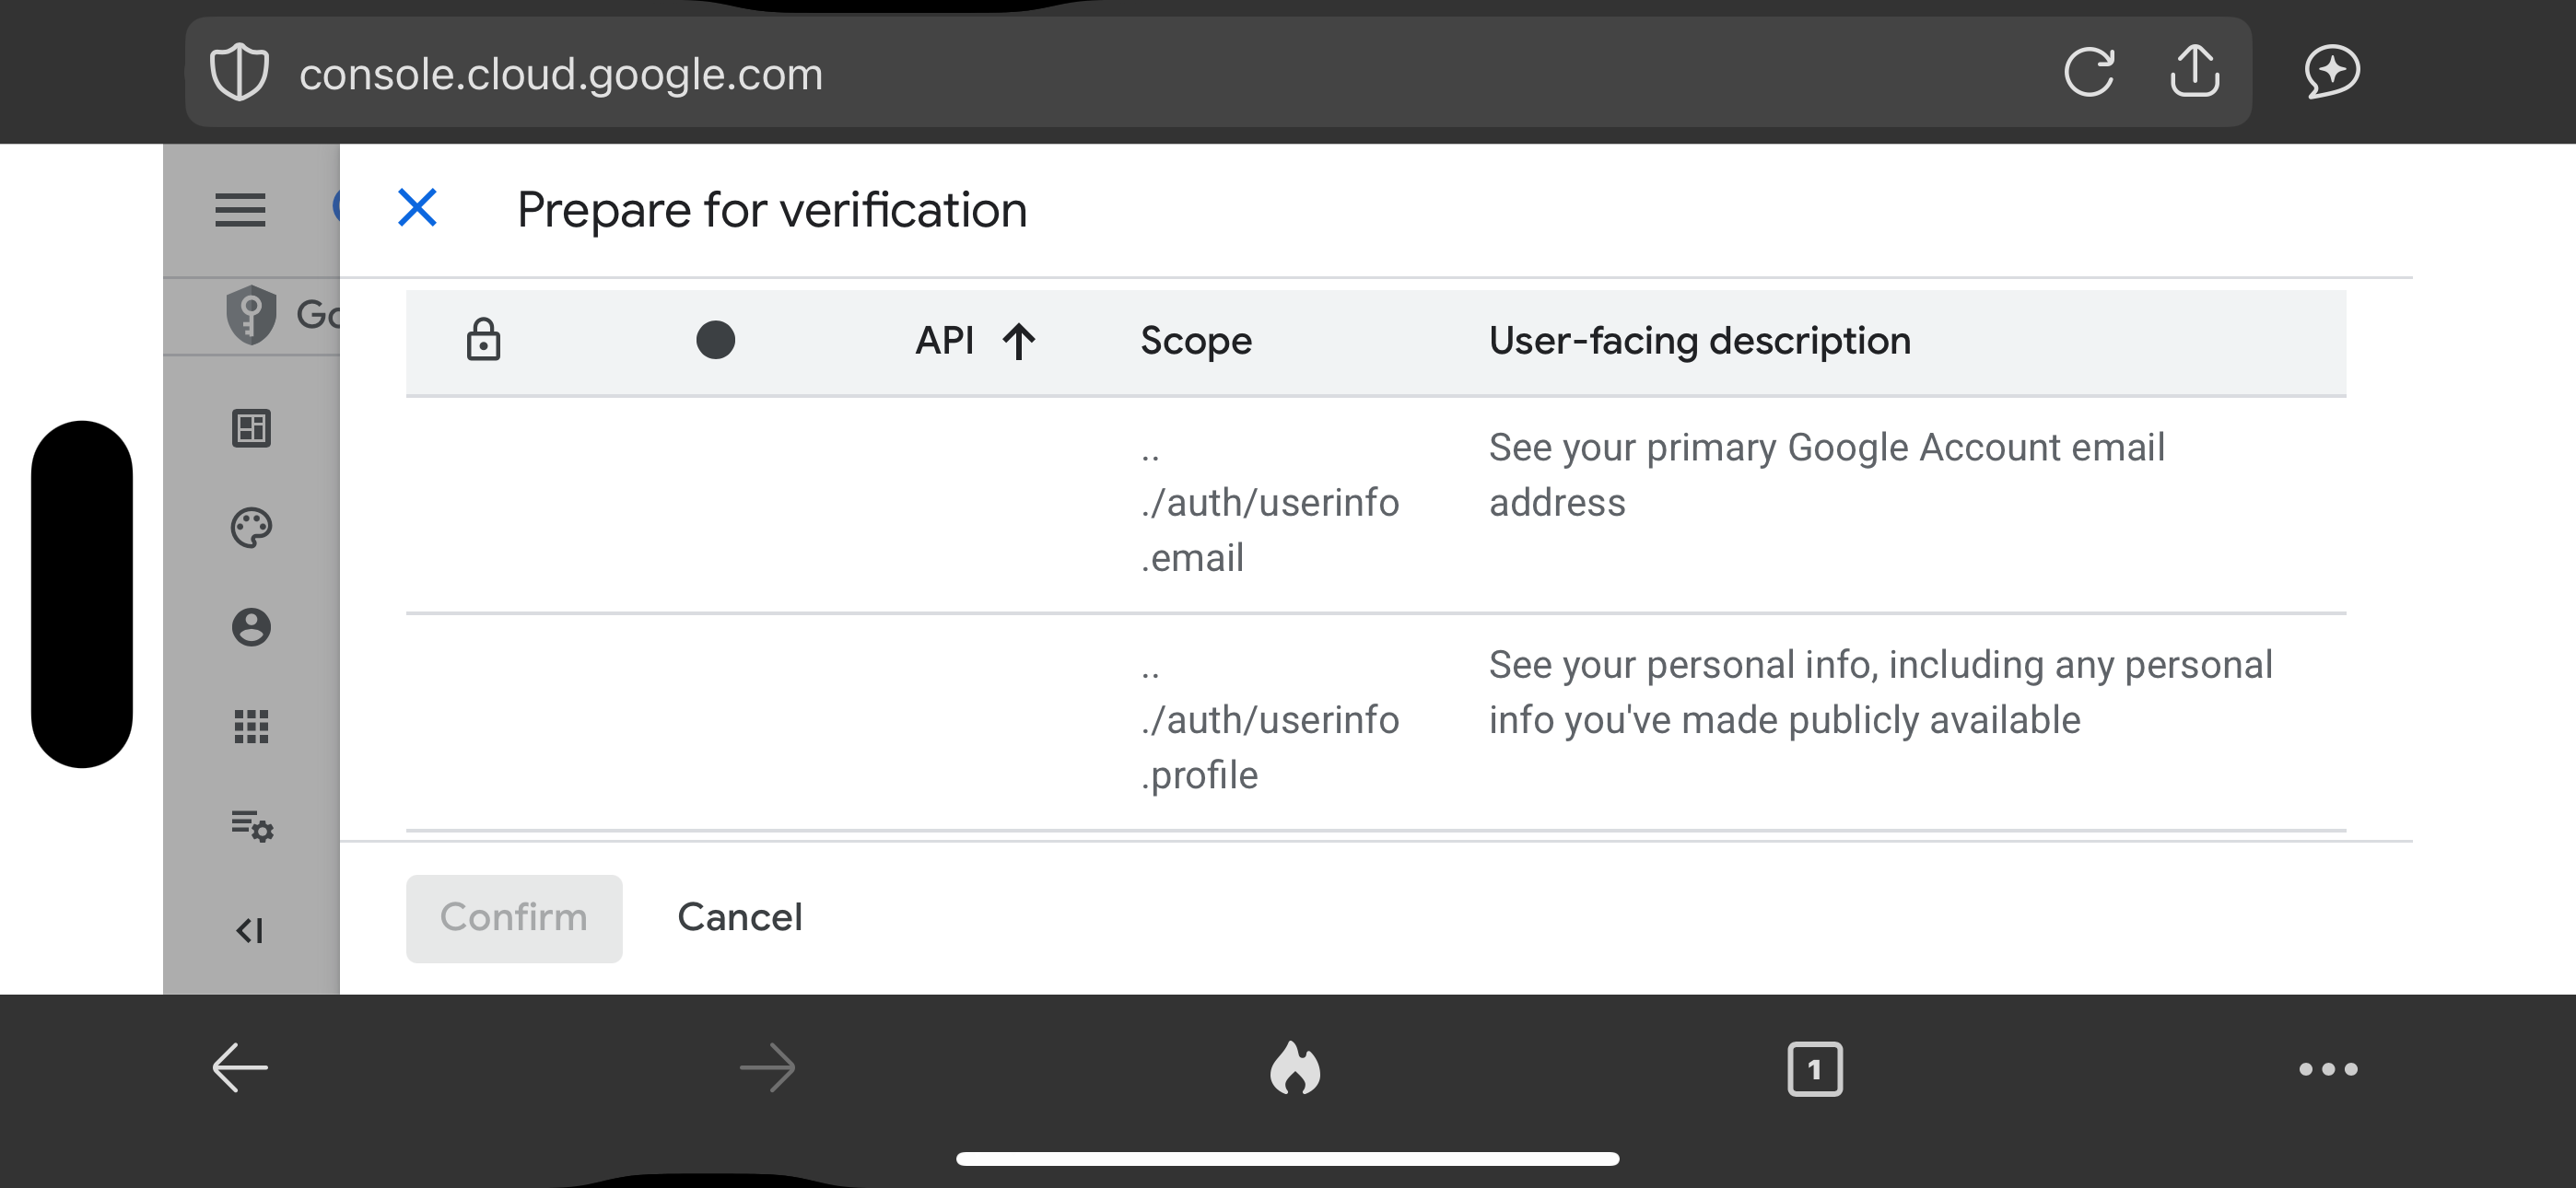 console.cloud.google.com
Prepare for verification
API Scope User-facing description
..
./auth/userinfo
.email
See your primary Google Account email
address
..
./auth/userinfo
.profile
See your personal info, including any personal
info you've made publicly available
Confirm Cancel
1